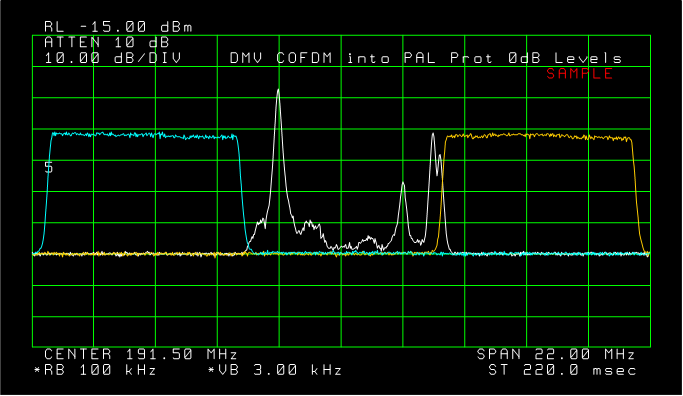 RL -15.00 dBm
ATTEN 10 dB
10.00 dB/DIV DMV COFDM into PAL Prot 0dB Levels
SAMPLE
5
CENTER 191.50 MHz SPAN 22.00 MHz
*RB 100 kHz *VB 3.00 kHz ST 220.0 msec